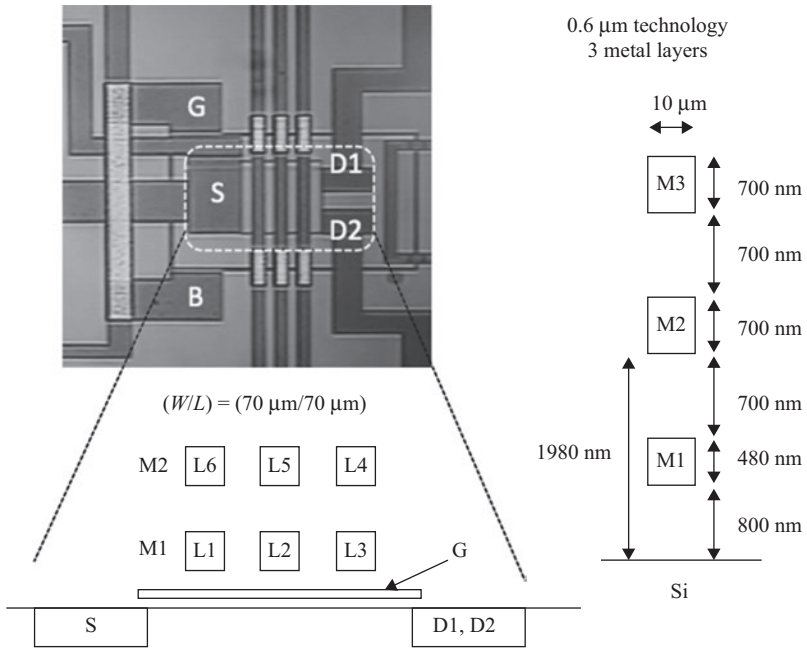 0.6 μm technology
3 metal layers
10 μm
G
D1
S
D2
B
M3
700 nm
700 nm
M2
700 nm
700 nm
1980 nm
M1
480 nm
800 nm
Si
(W/L) = (70 μm/70 μm)
M2
L6
L5
L4
M1
L1
L2
L3
G
S
D1, D2